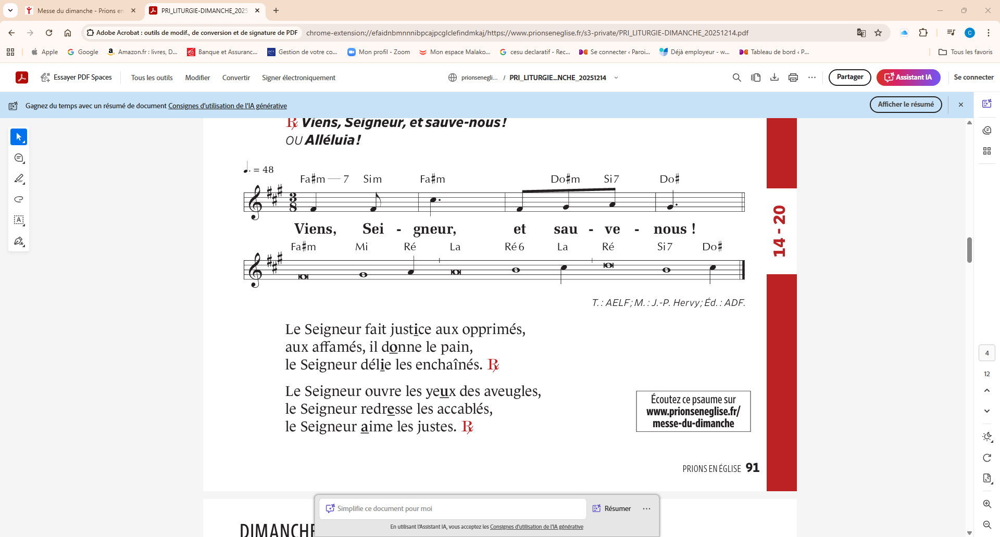 Messe du dimanche - Prions en
PRI_LITURGIE-DIMANCHE_2025
Adobe Acrobat : outils de modif., de conversion et de signature de PDF
chrome-extension://efaidnbmnnnibpcajpcglclefindmkaj/https://www.prionseneglise.fr/s3-private/PRI_LITURGIE-DIMANCHE_20251214.pdf
C
Apple
Google
Amazon.fr : livres, D...
Banque et Assuranc...
Gestion de votre co...
Mon profil - Zoom
Mon espace Malako...
cesu declaratif - Rec...
Se connecter ‹ Paroi...
Déjà employeur - w...
Tableau de bord ‹ P...
Tous les favoris
Essayer PDF Spaces
Tous les outils
Modifier
Convertir
Signer électroniquement
prionsenegli... / PRI_LITURGIE...NCHE_20251214
Partager
Assistant IA
Se connecter
Gagnez du temps avec un résumé de document Consignes d'utilisation de l'IA générative
Afficher le résumé
℟ Viens, Seigneur, et sauve-nous !
OU Alléluia !
♩. = 48
Fa♯m — 7 Sim Fa♯m Do♯m Si7 Do♯
3
8
Viens, Sei - gneur, et sau - ve - nous !
Fa♯m Mi Ré La Ré6 La Ré Si7 Do♯
T. : AELF ; M. : J.-P. Hervy ; Éd. : ADF.
14 - 20
Le Seigneur fait justice aux opprimés,
aux affamés, il donne le pain,
le Seigneur délie les enchaînés. ℟
Le Seigneur ouvre les yeux des aveugles,
le Seigneur redresse les accablés,
le Seigneur aime les justes. ℟
Écoutez ce psaume sur
www.prionseneglise.fr/
messe-du-dimanche
PRIONS EN ÉGLISE 91
4
12
Simplifie ce document pour moi
Résumer
En utilisant l'Assistant IA, vous acceptez les Consignes d'utilisation de l'IA générative
DIMANCHE